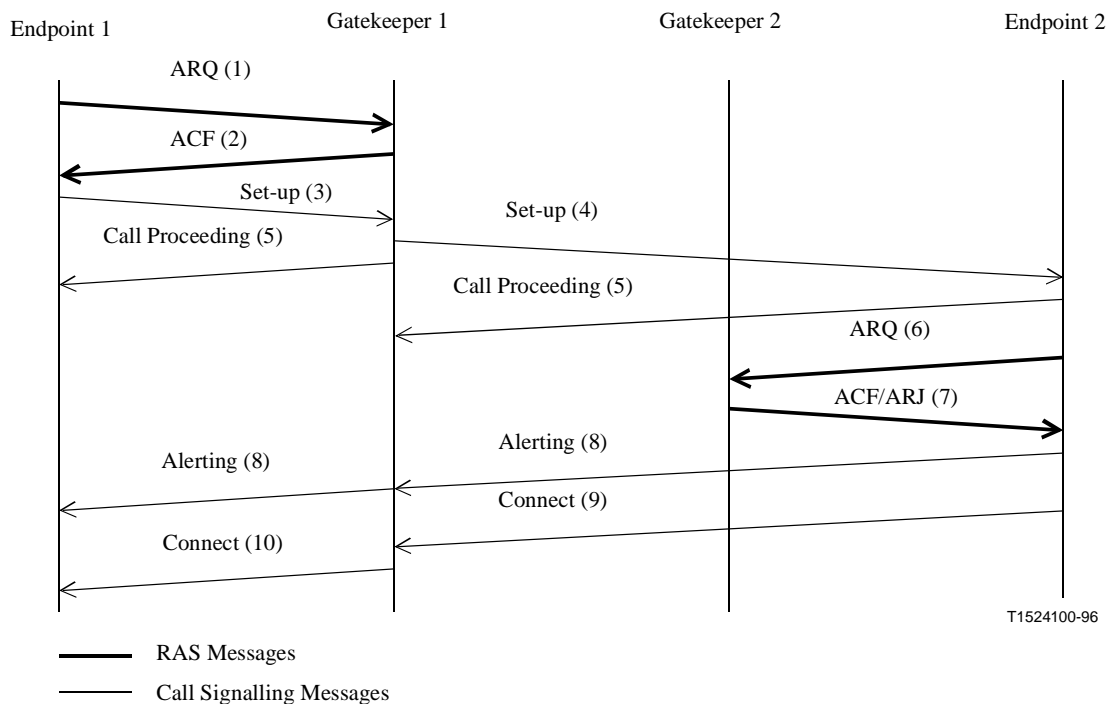 Endpoint 1
Gatekeeper 1
Gatekeeper 2
Endpoint 2
ARQ (1)
ACF (2)
Set-up (3)
Set-up (4)
Call Proceeding (5)
Call Proceeding (5)
ARQ (6)
ACF/ARJ (7)
Alerting (8)
Alerting (8)
Connect (9)
Connect (10)
T1524100-96
RAS Messages
Call Signalling Messages